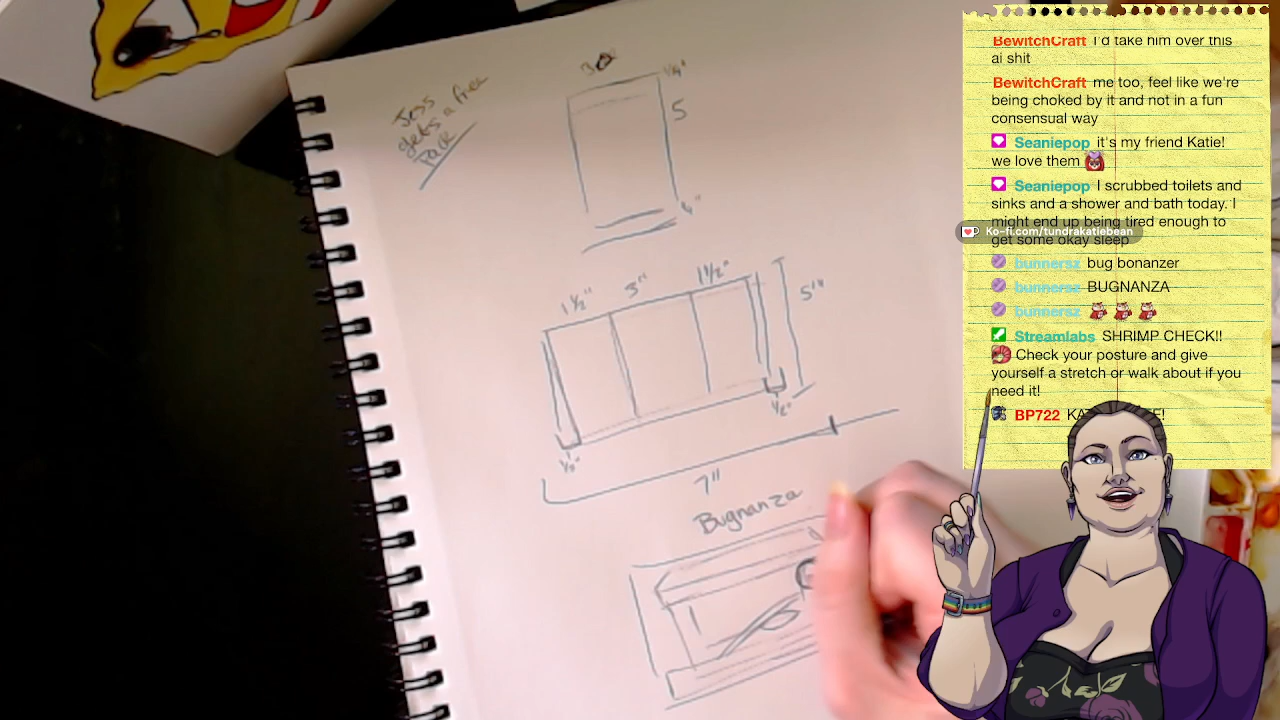 Jess
gets a free
pack
1/4"
5
1/4"
1 1/2"
3"
1 1/2"
5"
1/2"
1/2"
7"
Bugnanza
BewitchCraft I'd take him over this
ai shit
BewitchCraft me too, feel like we're
being choked by it and not in a fun
consensual way
Seaniepop it's my friend Katie!
we love them
Seaniepop I scrubbed toilets and
sinks and a shower and bath today. I
might end up being tired enough to
get some okay sleep
Ko-fi.com/tundrakatiebean
bunnersz bug bonanzer
bunnersz BUGNANZA
bunnersz
Streamlabs SHRIMP CHECK!!
Check your posture and give
yourself a stretch or walk about if you
need it!
BP722